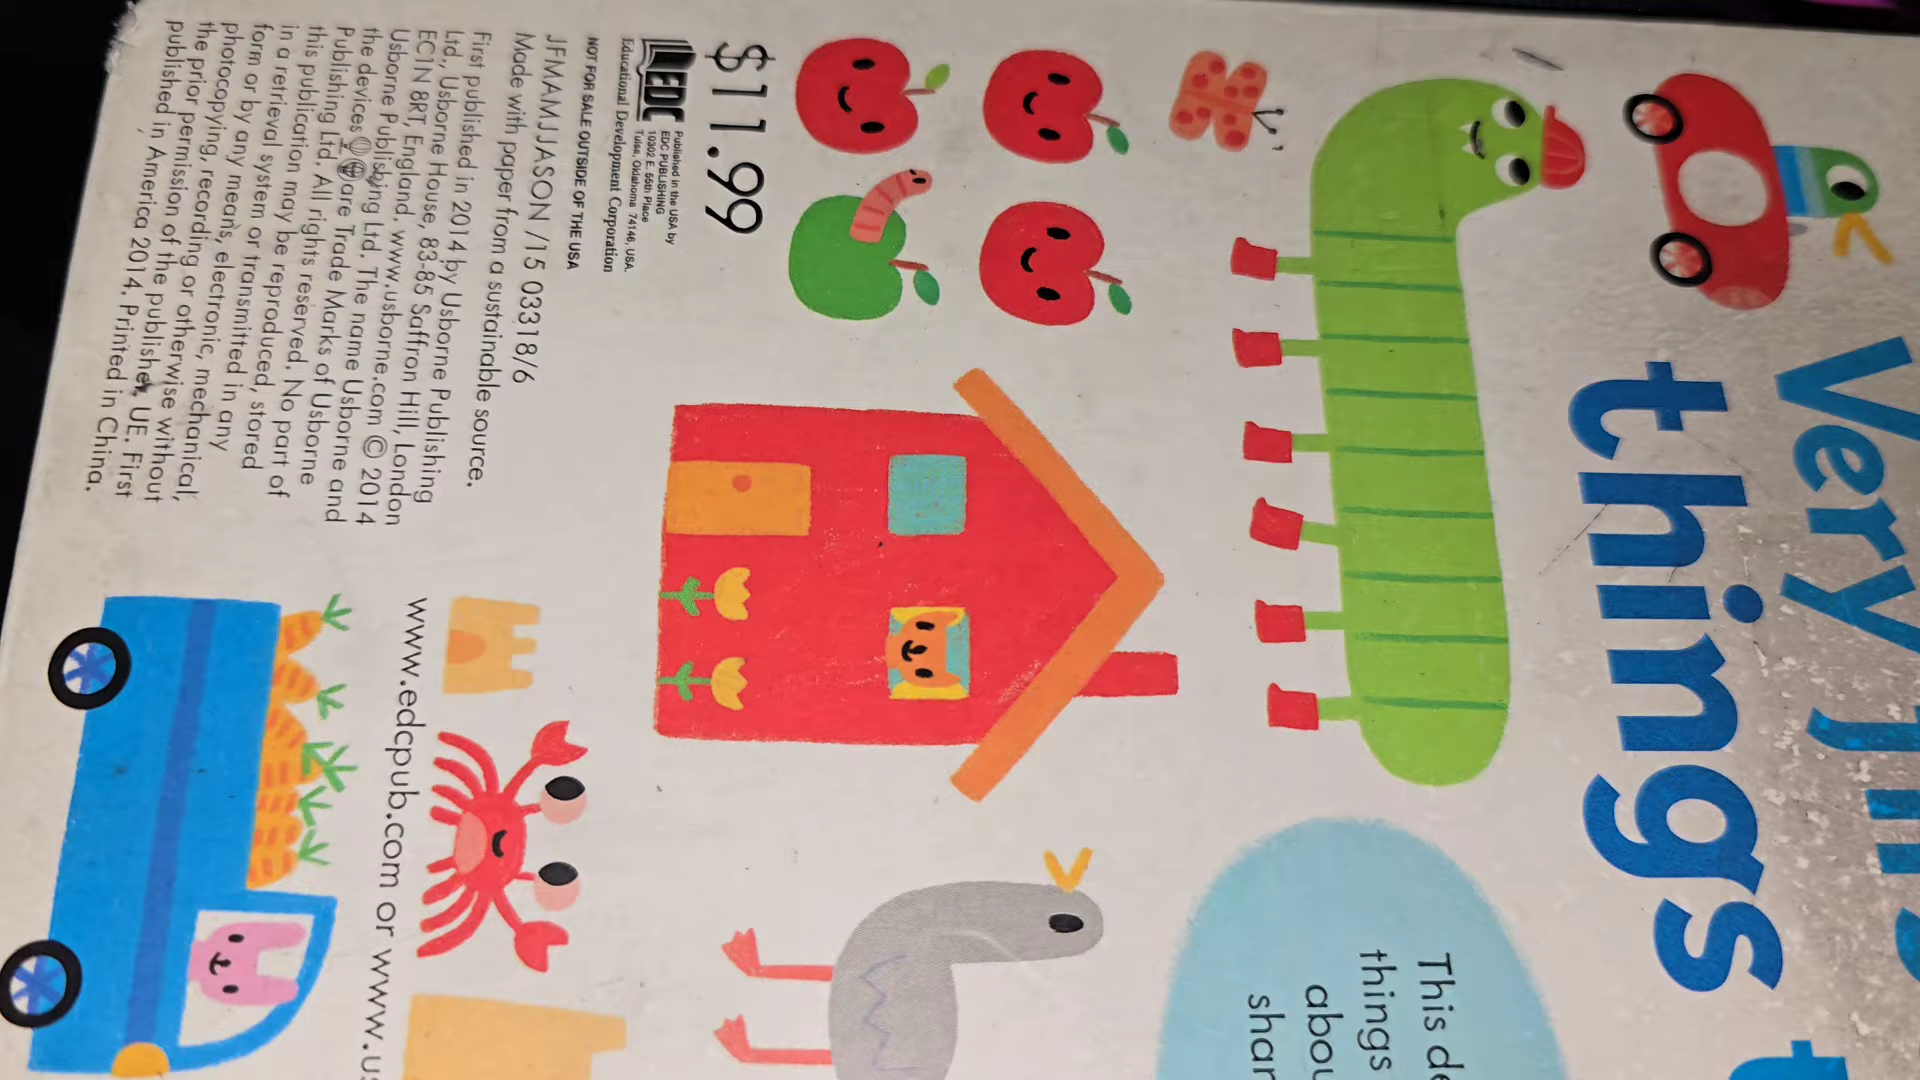 Very firs
things t
This de
things
abou
shar
$11.99
EDC
Published in the USA by
EDC PUBLISHING
10302 E. 55th Place
Tulsa, Oklahoma 74146, USA.
Educational Development Corporation
NOT FOR SALE OUTSIDE OF THE USA
JFMAMJJASON /15 03318/6
Made with paper from a sustainable source.
First published in 2014 by Usborne Publishing
Ltd., Usborne House, 83-85 Saffron Hill, London
EC1N 8RT, England. www.usborne.com © 2014
Usborne Publishing Ltd. The name Usborne and
the devices are Trade Marks of Usborne
Publishing Ltd. All rights reserved. No part of
this publication may be reproduced, stored
in a retrieval system or transmitted in any
form or by any means, electronic, mechanical,
photocopying, recording or otherwise without
the prior permission of the publisher. UE. First
published in America 2014. Printed in China.
www.edcpub.com or www.us